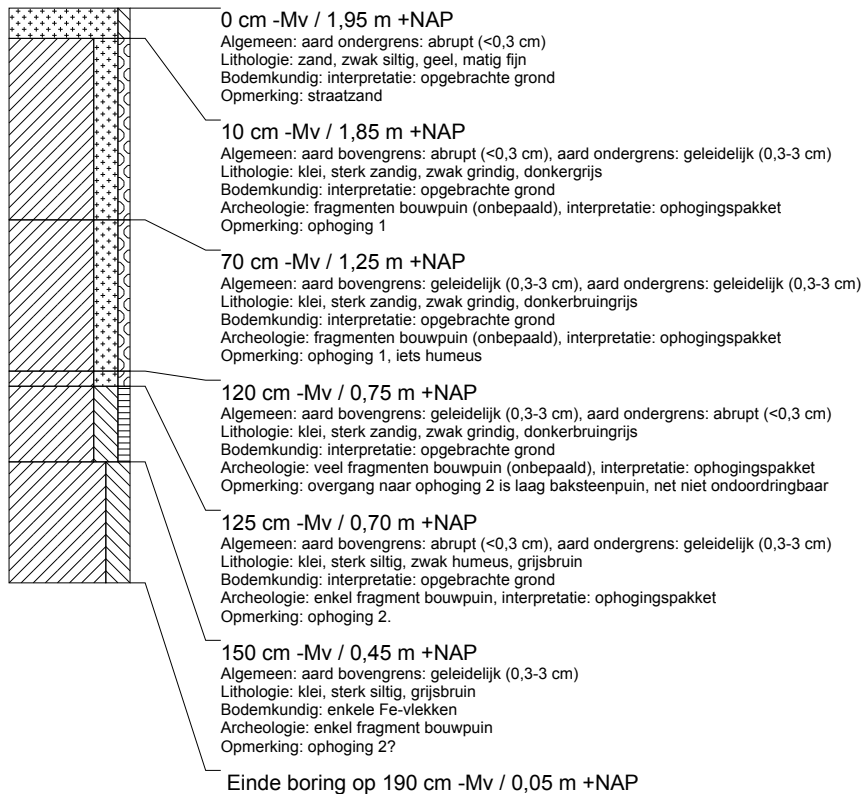 0 cm -Mv / 1,95 m +NAP
Algemeen: aard ondergrens: abrupt (<0,3 cm)
Lithologie: zand, zwak siltig, geel, matig fijn
Bodemkundig: interpretatie: opgebrachte grond
Opmerking: straatzand
10 cm -Mv / 1,85 m +NAP
Algemeen: aard bovengrens: abrupt (<0,3 cm), aard ondergrens: geleidelijk (0,3-3 cm)
Lithologie: klei, sterk zandig, zwak grindig, donkergrijs
Bodemkundig: interpretatie: opgebrachte grond
Archeologie: fragmenten bouwpuin (onbepaald), interpretatie: ophogingspakket
Opmerking: ophoging 1
70 cm -Mv / 1,25 m +NAP
Algemeen: aard bovengrens: geleidelijk (0,3-3 cm), aard ondergrens: geleidelijk (0,3-3 cm)
Lithologie: klei, sterk zandig, zwak grindig, donkerbruingrijs
Bodemkundig: interpretatie: opgebrachte grond
Archeologie: fragmenten bouwpuin (onbepaald), interpretatie: ophogingspakket
Opmerking: ophoging 1, iets humeus
120 cm -Mv / 0,75 m +NAP
Algemeen: aard bovengrens: geleidelijk (0,3-3 cm), aard ondergrens: abrupt (<0,3 cm)
Lithologie: klei, sterk zandig, zwak grindig, donkerbruingrijs
Bodemkundig: interpretatie: opgebrachte grond
Archeologie: veel fragmenten bouwpuin (onbepaald), interpretatie: ophogingspakket
Opmerking: overgang naar ophoging 2 is laag baksteenpuin, net niet ondoordringbaar
125 cm -Mv / 0,70 m +NAP
Algemeen: aard bovengrens: abrupt (<0,3 cm), aard ondergrens: geleidelijk (0,3-3 cm)
Lithologie: klei, sterk siltig, zwak humeus, grijsbruin
Bodemkundig: interpretatie: opgebrachte grond
Archeologie: enkel fragment bouwpuin, interpretatie: ophogingspakket
Opmerking: ophoging 2.
150 cm -Mv / 0,45 m +NAP
Algemeen: aard bovengrens: geleidelijk (0,3-3 cm)
Lithologie: klei, sterk siltig, grijsbruin
Bodemkundig: enkele Fe-vlekken
Archeologie: enkel fragment bouwpuin
Opmerking: ophoging 2?
Einde boring op 190 cm -Mv / 0,05 m +NAP